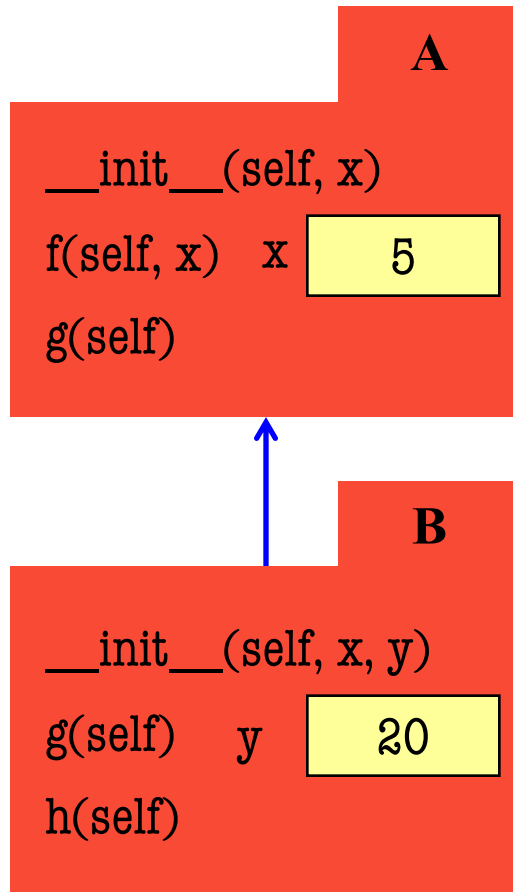 A
__init__(self, x)
f(self, x) x 5
g(self)
B
__init__(self, x, y)
g(self) y 20
h(self)